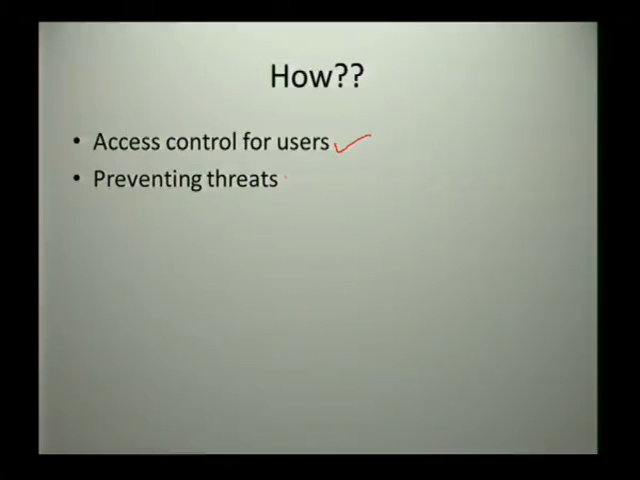 How??
• Access control for users
• Preventing threats